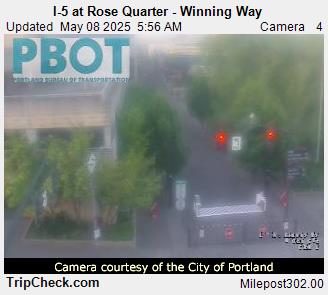 I-5 at Rose Quarter - Winning Way
Updated May 08 2025 5:56 AM Camera 4
PBOT
PORTLAND BUREAU OF TRANSPORTATION
Camera courtesy of the City of Portland
TripCheck.com Milepost302.00